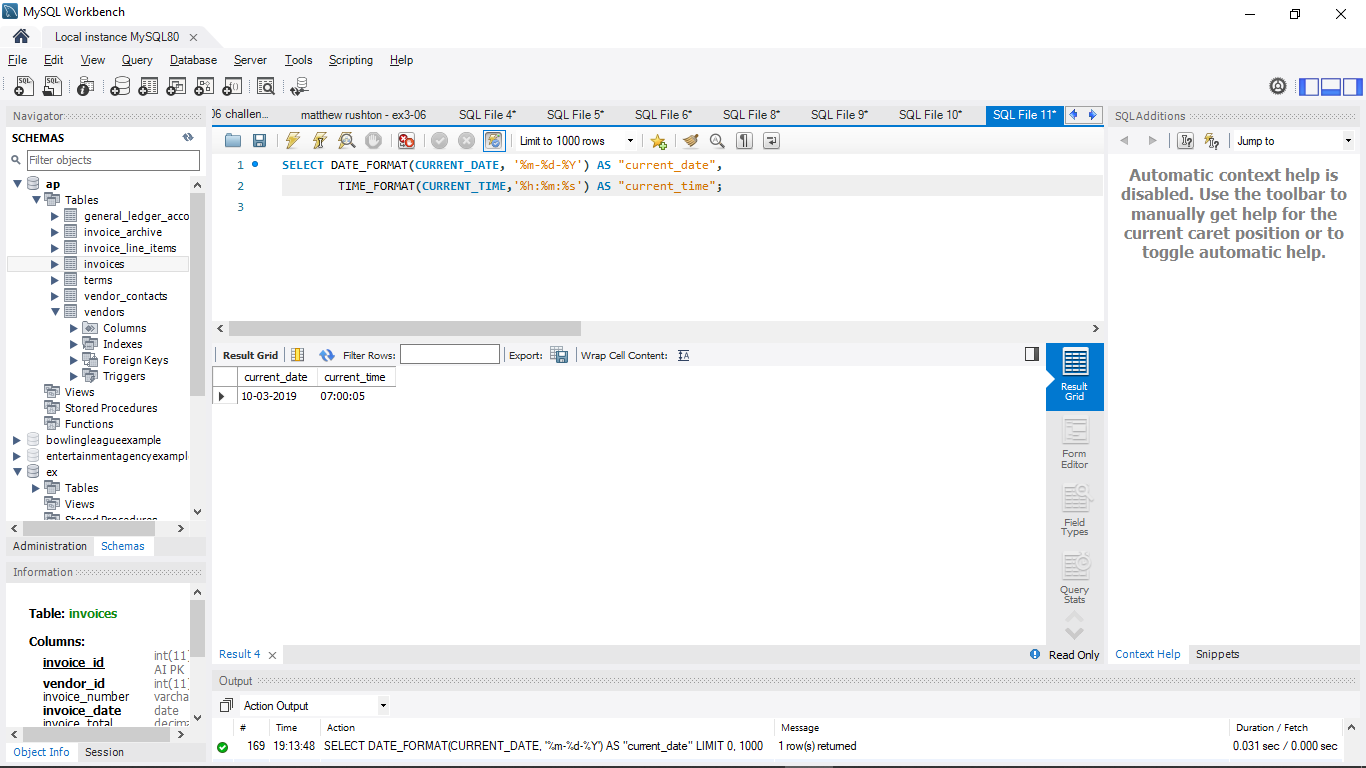 MySQL Workbench
Local instance MySQL80
File Edit View Query Database Server Tools Scripting Help
Navigator
SCHEMAS
Filter objects
ap
Tables
general_ledger_acco
invoice_archive
invoice_line_items
invoices
terms
vendor_contacts
vendors
Columns
Indexes
Foreign Keys
Triggers
Views
Stored Procedures
Functions
bowlingleagueexample
entertainmentagencyexampl
ex
Tables
Views
Stored Procedures
Administration Schemas
Information
Table: invoices
Columns:
invoice_id int(11) AI PK
vendor_id int(11)
invoice_number varcha
invoice_date date
invoice_total decima
Object Info Session
06 challen... matthew rushton - ex3-06 SQL File 4* SQL File 5* SQL File 6* SQL File 8* SQL File 9* SQL File 10* SQL File 11*
Limit to 1000 rows
1 SELECT DATE_FORMAT(CURRENT_DATE, '%m-%d-%Y') AS "current_date",
2 TIME_FORMAT(CURRENT_TIME,'%h:%m:%s') AS "current_time";
3
Result Grid Filter Rows: Export: Wrap Cell Content:
current_date current_time
10-03-2019 07:00:05
Result Grid
Form Editor
Field Types
Query Stats
Result 4
Read Only
SQLAdditions
Jump to
Automatic context help is
disabled. Use the toolbar to
manually get help for the
current caret position or to
toggle automatic help.
Context Help Snippets
Output
Action Output
# Time Action Message Duration / Fetch
169 19:13:48 SELECT DATE_FORMAT(CURRENT_DATE, '%m-%d-%Y') AS "current_date" LIMIT 0, 1000 1 row(s) returned 0.031 sec / 0.000 sec